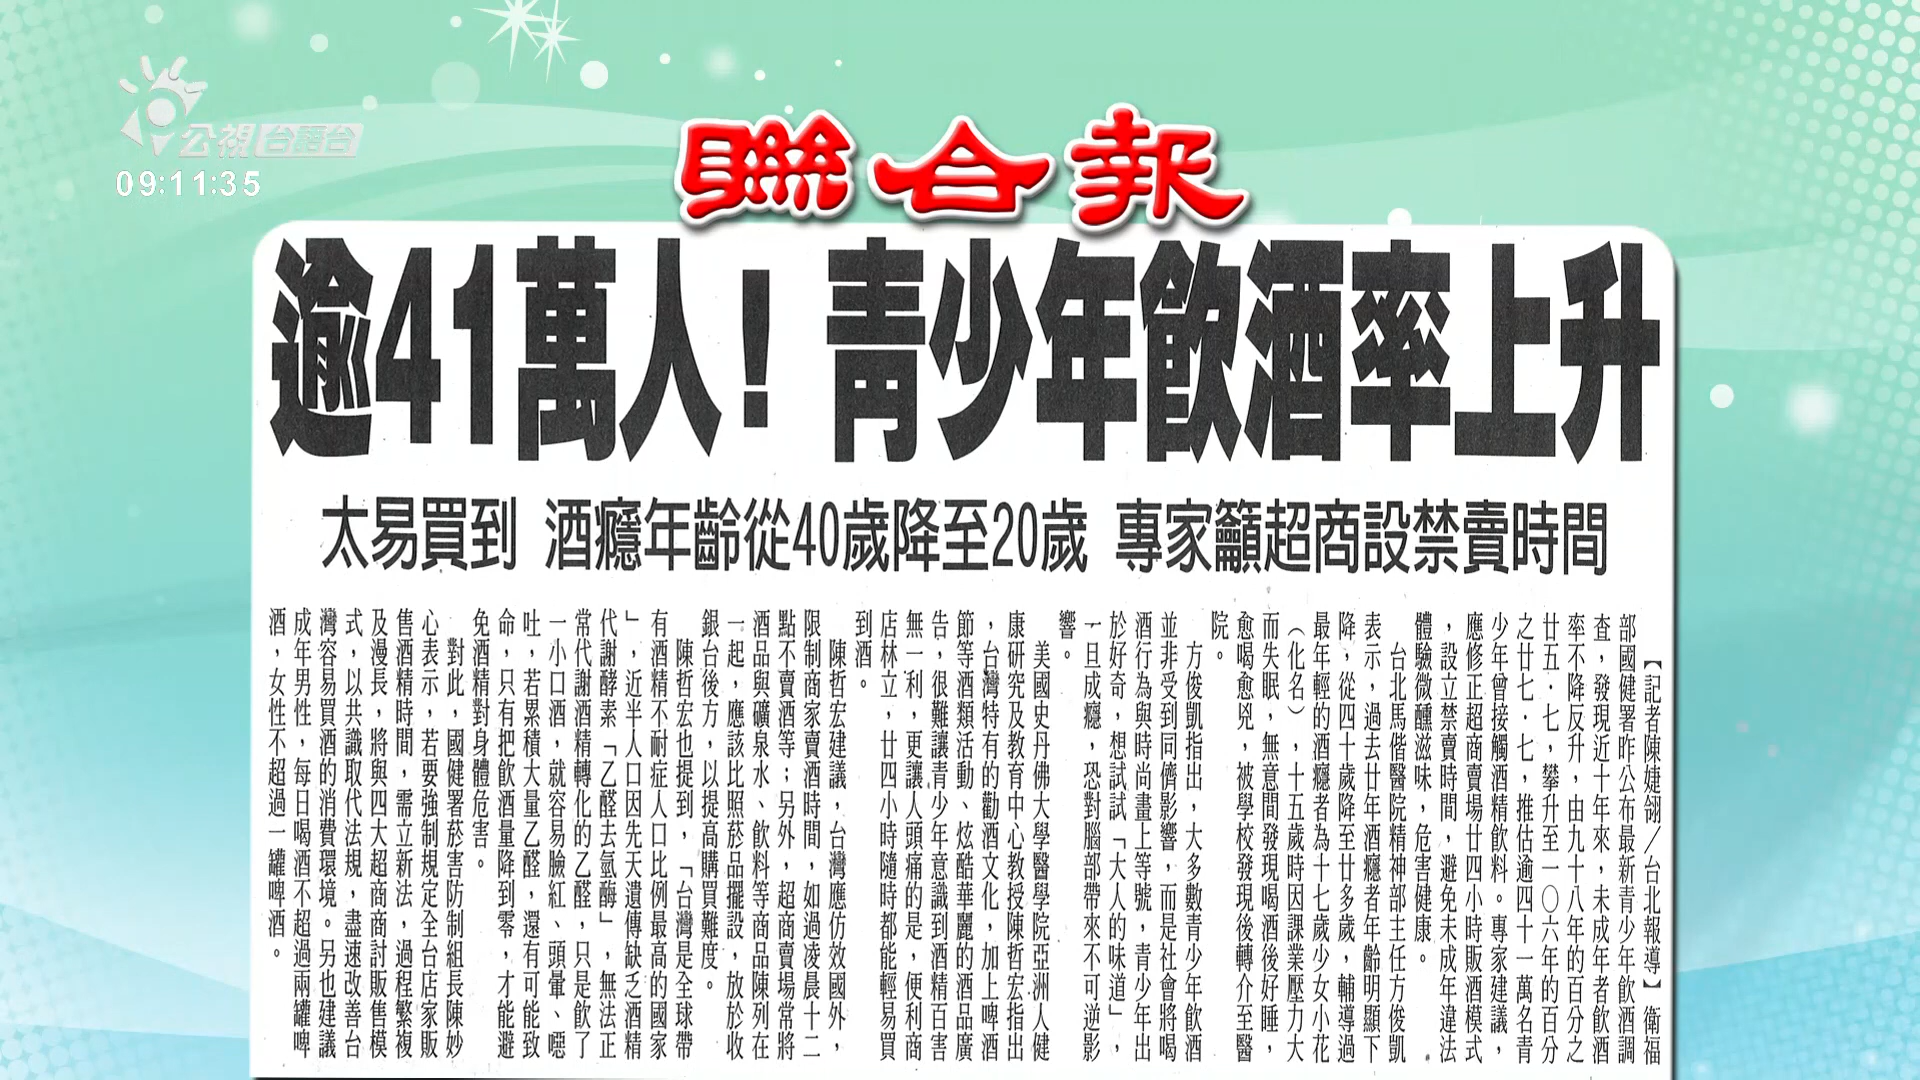 公視台語台
09:11:35
聯合報
逾41萬人！青少年飲酒率上升
太易買到 酒癮年齡從40歲降至20歲 專家籲超商設禁賣時間
【記者陳婕翎／台北報導】衛福
部國健署昨公布最新青少年飲酒調
查，發現近十年來，未成年者飲酒
率不降反升，由九十八年的百分之
廿五．七，攀升至一〇六年的百分
之廿七．七，推估逾四十一萬名青
少年曾接觸酒精飲料。專家建議，
應修正超商賣場廿四小時販酒模式
，設立禁賣時間，避免未成年違法
體驗微醺滋味，危害健康。
台北馬偕醫院精神部主任方俊凱
表示，過去廿年酒癮者年齡明顯下
降，從四十歲降至廿多歲，輔導過
最年輕的酒癮者為十七歲少女小花
（化名），十五歲時因課業壓力大
而失眠，無意間發現喝酒後好睡，
愈喝愈兇，被學校發現後轉介至醫
院。
方俊凱指出，大多數青少年飲酒
並非受到同儕影響，而是社會將喝
酒行為與時尚畫上等號，青少年出
於好奇，想試試「大人的味道」，
一旦成癮，恐對腦部帶來不可逆影
響。
美國史丹佛大學醫學院亞洲人健
康研究及教育中心教授陳哲宏指出
，台灣特有的勸酒文化，加上啤酒
節等酒類活動、炫酷華麗的酒品廣
告，很難讓青少年意識到酒精百害
無一利，更讓人頭痛的是，便利商
店林立，廿四小時隨時都能輕易買
到酒。
陳哲宏建議，台灣應仿效國外，
限制商家賣酒時間，如過凌晨十二
點不賣酒等；另外，超商賣場常將
酒品與礦泉水、飲料等商品陳列在
一起，應該比照菸品擺設，放於收
銀台後方，以提高購買難度。
陳哲宏也提到，「台灣是全球帶
有酒精不耐症人口比例最高的國家
」，近半人口因先天遺傳缺乏酒精
代謝酵素「乙醛去氫酶」，無法正
常代謝酒精轉化的乙醛，只是飲了
一小口酒，就容易臉紅、頭暈、噁
吐，若累積大量乙醛，還有可能致
命，只有把飲酒量降到零，才能避
免酒精對身體危害。
對此，國健署菸害防制組長陳妙
心表示，若要強制規定全台店家販
售酒精時間，需立新法，過程繁複
及漫長，將與四大超商商討販售模
式，以共識取代法規，盡速改善台
灣容易買酒的消費環境。另也建議
成年男性，每日喝酒不超過兩罐啤
酒，女性不超過一罐啤酒。